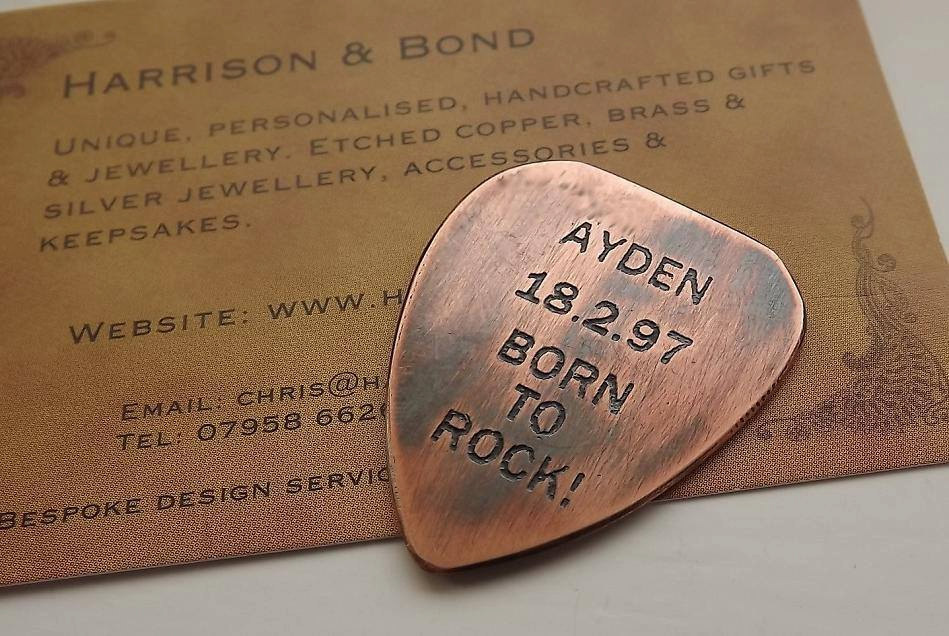 HARRISON & BOND
UNIQUE, PERSONALISED, HANDCRAFTED GIFTS
& JEWELLERY. ETCHED COPPER, BRASS &
SILVER JEWELLERY, ACCESSORIES &
KEEPSAKES.
WEBSITE: WWW.H
EMAIL: CHRIS@H
TEL: 07958 662
BESPOKE DESIGN SERVIC
AYDEN
18.2.97
BORN
TO
ROCK!